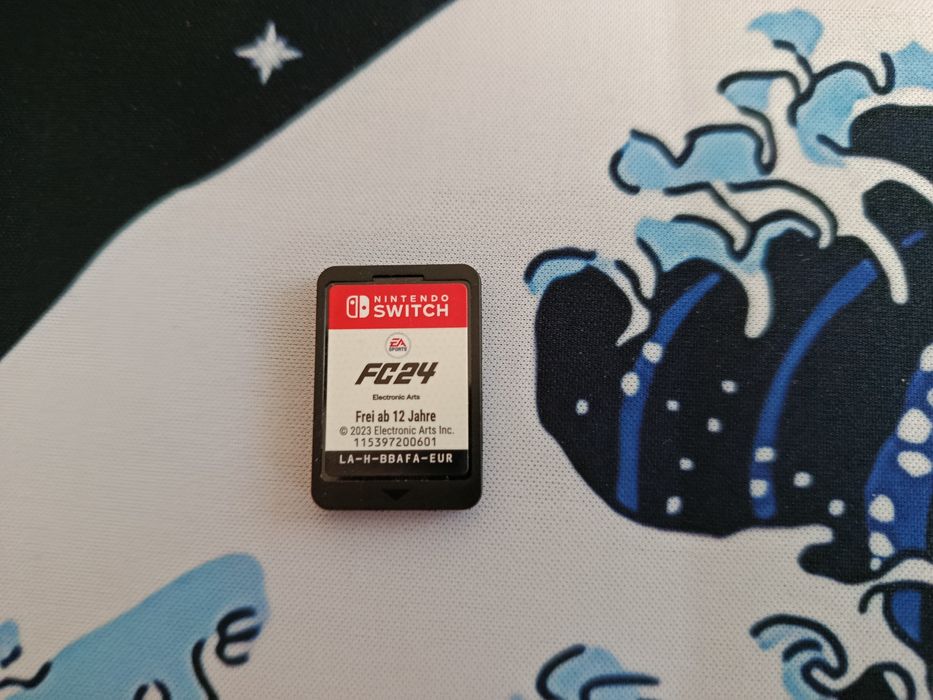 NINTENDO
SWITCH
EA
SPORTS
FC24
Electronic Arts
Frei ab 12 Jahre
© 2023 Electronic Arts Inc.
115397200601
LA-H-BBAFA-EUR